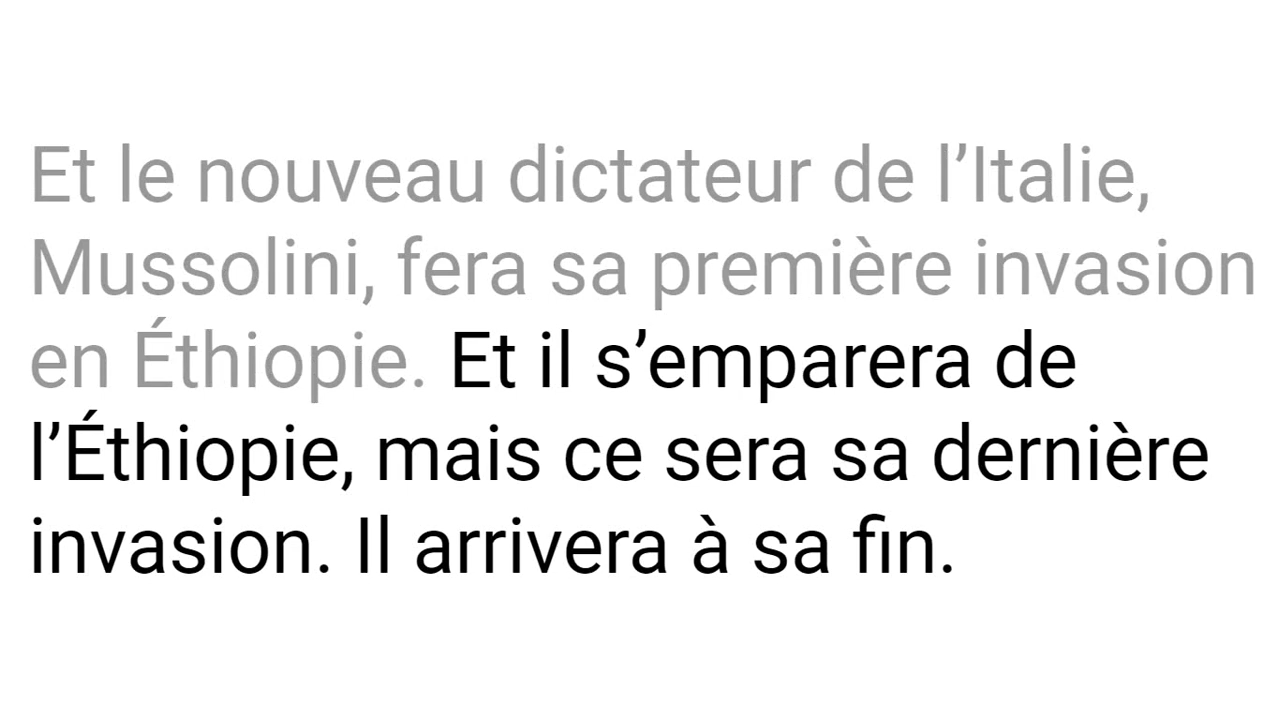 Et le nouveau dictateur de l’Italie,
Mussolini, fera sa première invasion
en Éthiopie. Et il s’emparera de
l’Éthiopie, mais ce sera sa dernière
invasion. Il arrivera à sa fin.